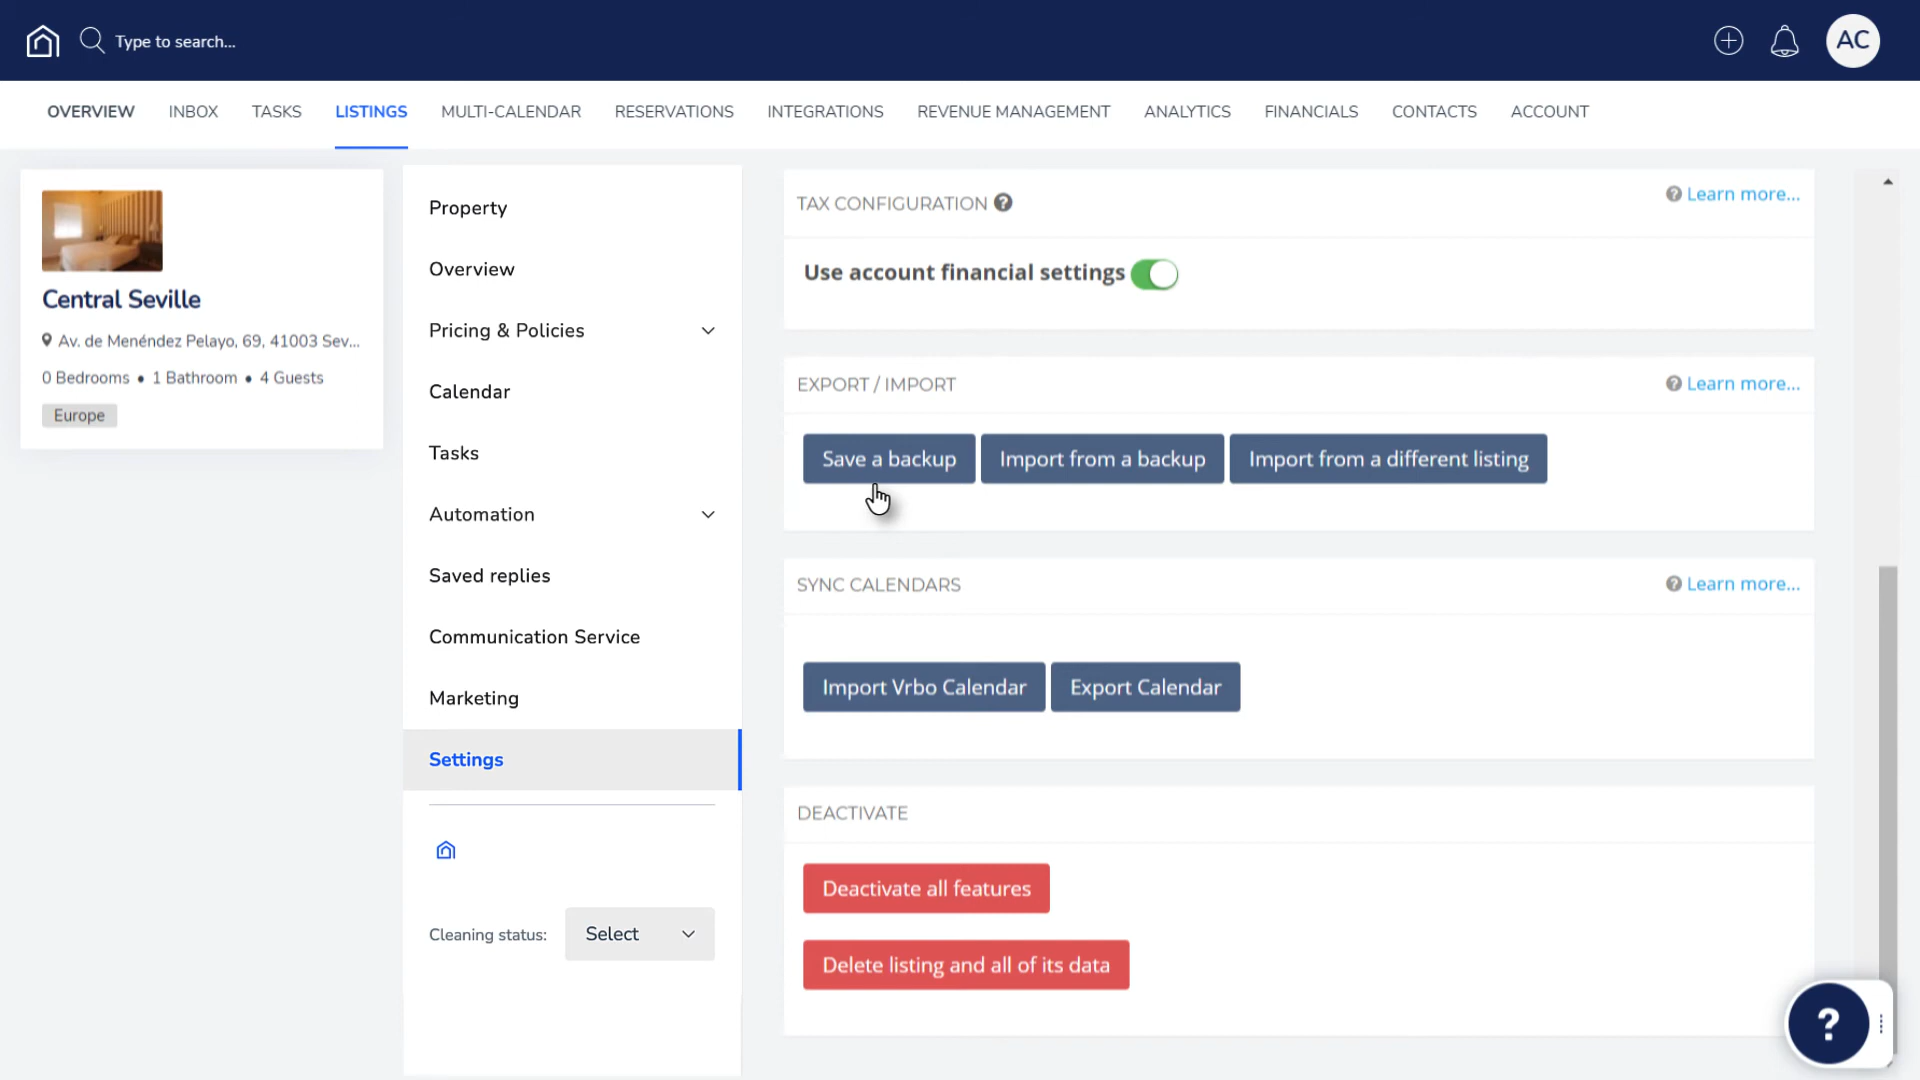 Type to search...
AC
OVERVIEW INBOX TASKS LISTINGS MULTI-CALENDAR RESERVATIONS INTEGRATIONS REVENUE MANAGEMENT ANALYTICS FINANCIALS CONTACTS ACCOUNT
Central Seville
Av. de Menéndez Pelayo, 69, 41003 Sev...
0 Bedrooms • 1 Bathroom • 4 Guests
Europe
Property
Overview
Pricing & Policies
Calendar
Tasks
Automation
Saved replies
Communication Service
Marketing
Settings
Cleaning status: Select
TAX CONFIGURATION ?
? Learn more...
Use account financial settings
EXPORT / IMPORT
? Learn more...
Save a backup Import from a backup Import from a different listing
SYNC CALENDARS
? Learn more...
Import Vrbo Calendar Export Calendar
DEACTIVATE
Deactivate all features
Delete listing and all of its data
?